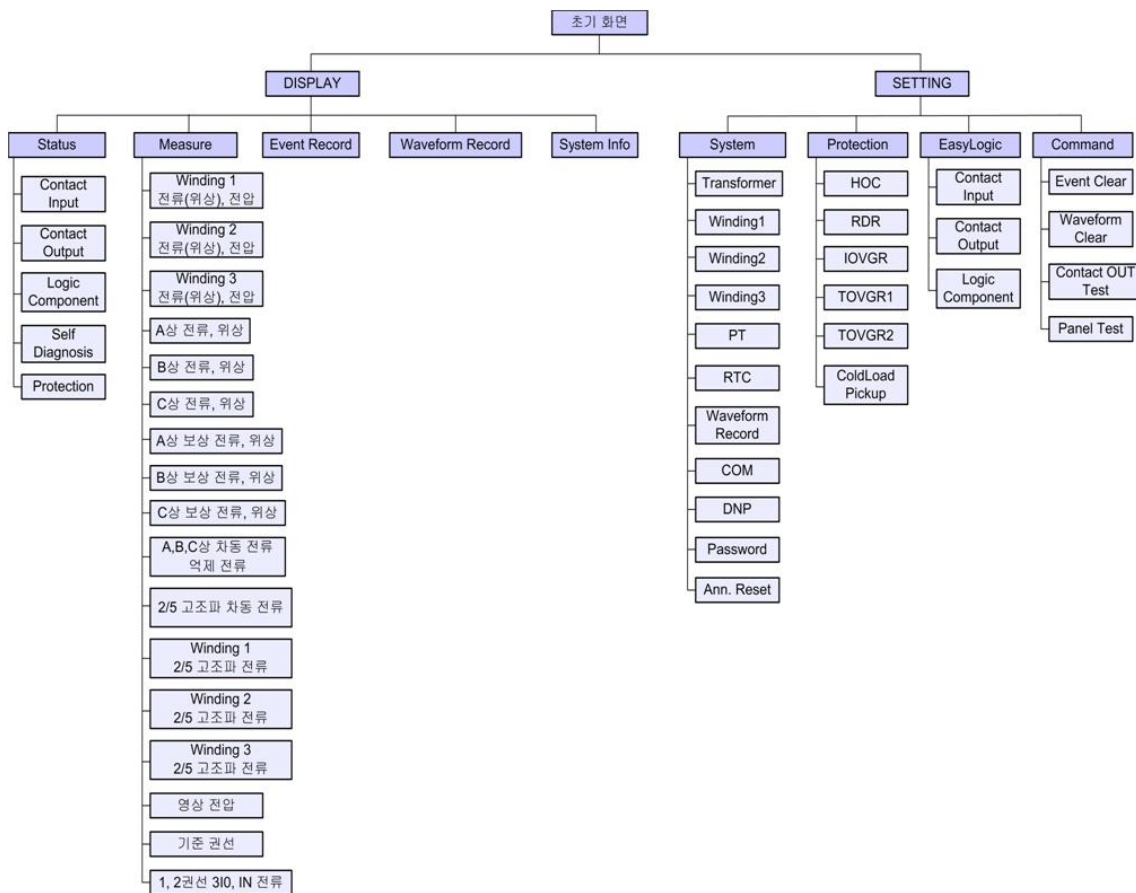 초기 화면
DISPLAY
SETTING
Status
Measure
Event Record
Waveform Record
System Info
System
Protection
EasyLogic
Command
Contact
Input
Contact
Output
Logic
Component
Self
Diagnosis
Protection
Winding 1
전류(위상), 전압
Winding 2
전류(위상), 전압
Winding 3
전류(위상), 전압
A상 전류, 위상
B상 전류, 위상
C상 전류, 위상
A상 보상 전류, 위상
B상 보상 전류, 위상
C상 보상 전류, 위상
A,B,C상 차동 전류
억제 전류
2/5 고조파 차동 전류
Winding 1
2/5 고조파 전류
Winding 2
2/5 고조파 전류
Winding 3
2/5 고조파 전류
영상 전압
기준 권선
1, 2권선 3I0, IN 전류
Transformer
Winding1
Winding2
Winding3
PT
RTC
Waveform
Record
COM
DNP
Password
Ann. Reset
HOC
RDR
IOVGR
TOVGR1
TOVGR2
ColdLoad
Pickup
Contact
Input
Contact
Output
Logic
Component
Event Clear
Waveform
Clear
Contact OUT
Test
Panel Test